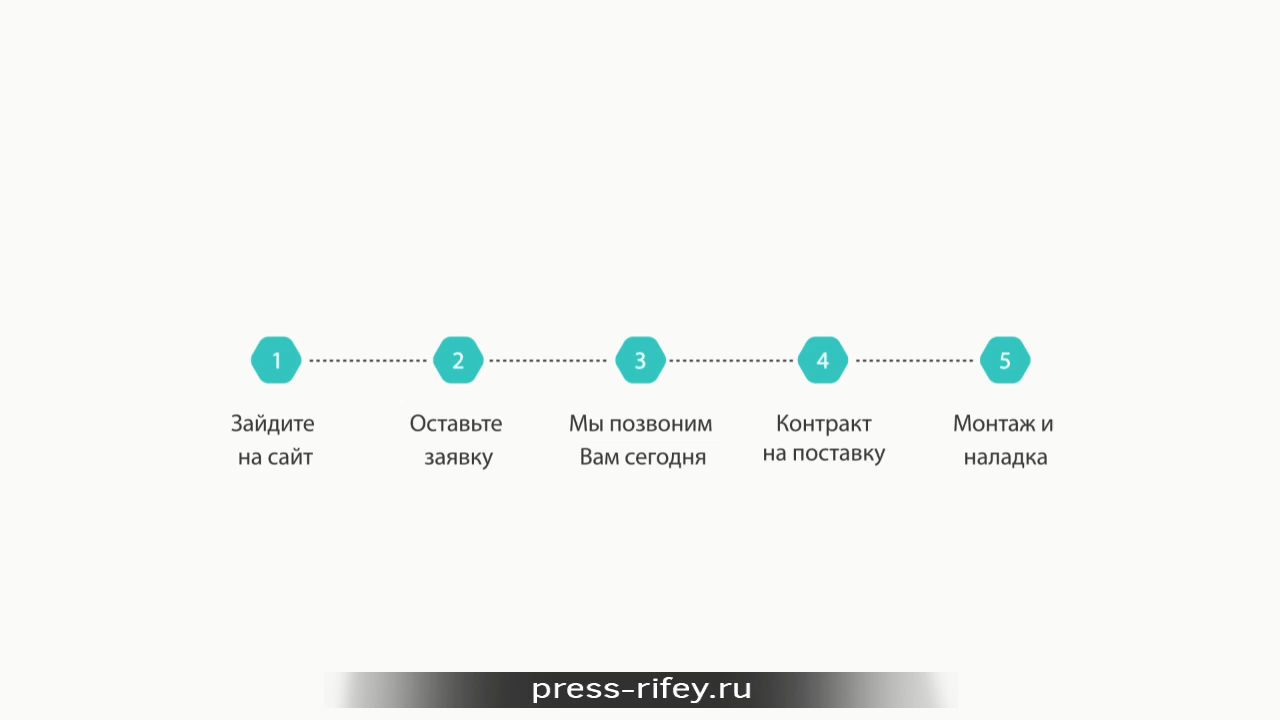 1 2 3 4 5
Зайдите
на сайт
Оставьте
заявку
Мы позвоним
Вам сегодня
Контракт
на поставку
Монтаж и
наладка
press-rifey.ru